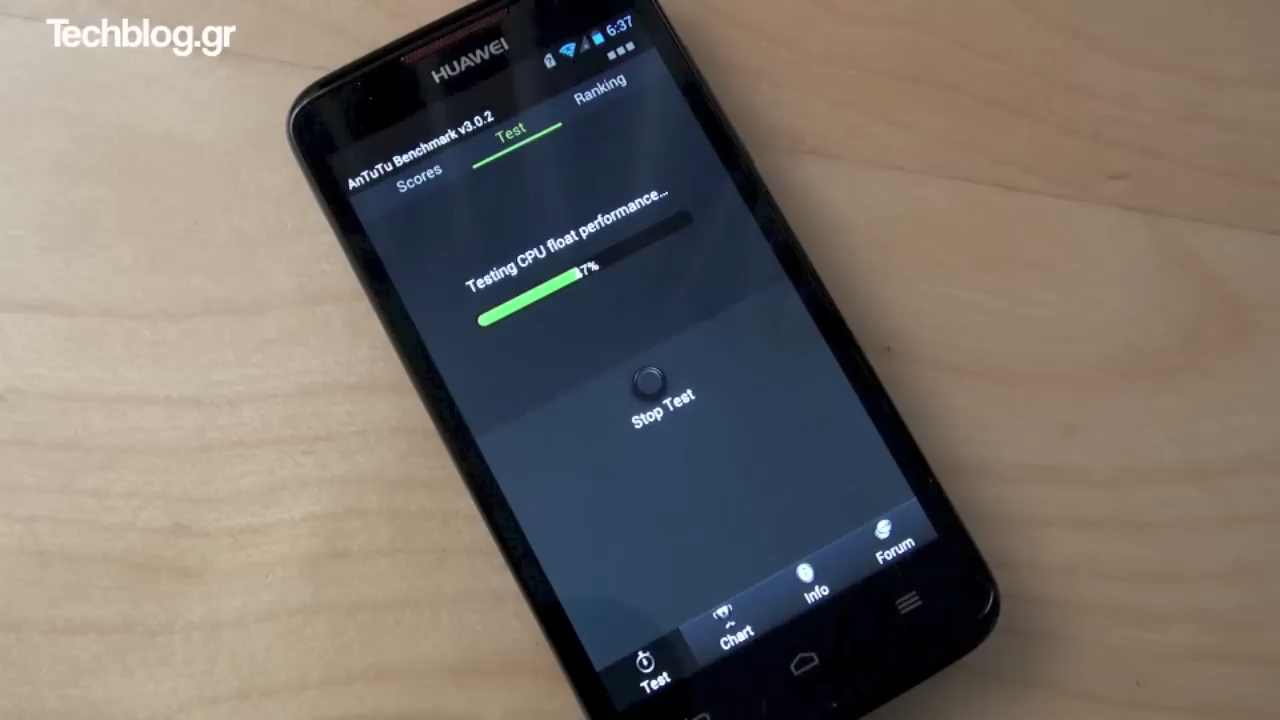 Techblog.gr
HUAWEI
6:37
AnTuTu Benchmark v3.0.2
Scores
Test
Ranking
Testing CPU float performance...
47%
Stop Test
Test
Chart
Info
Forum